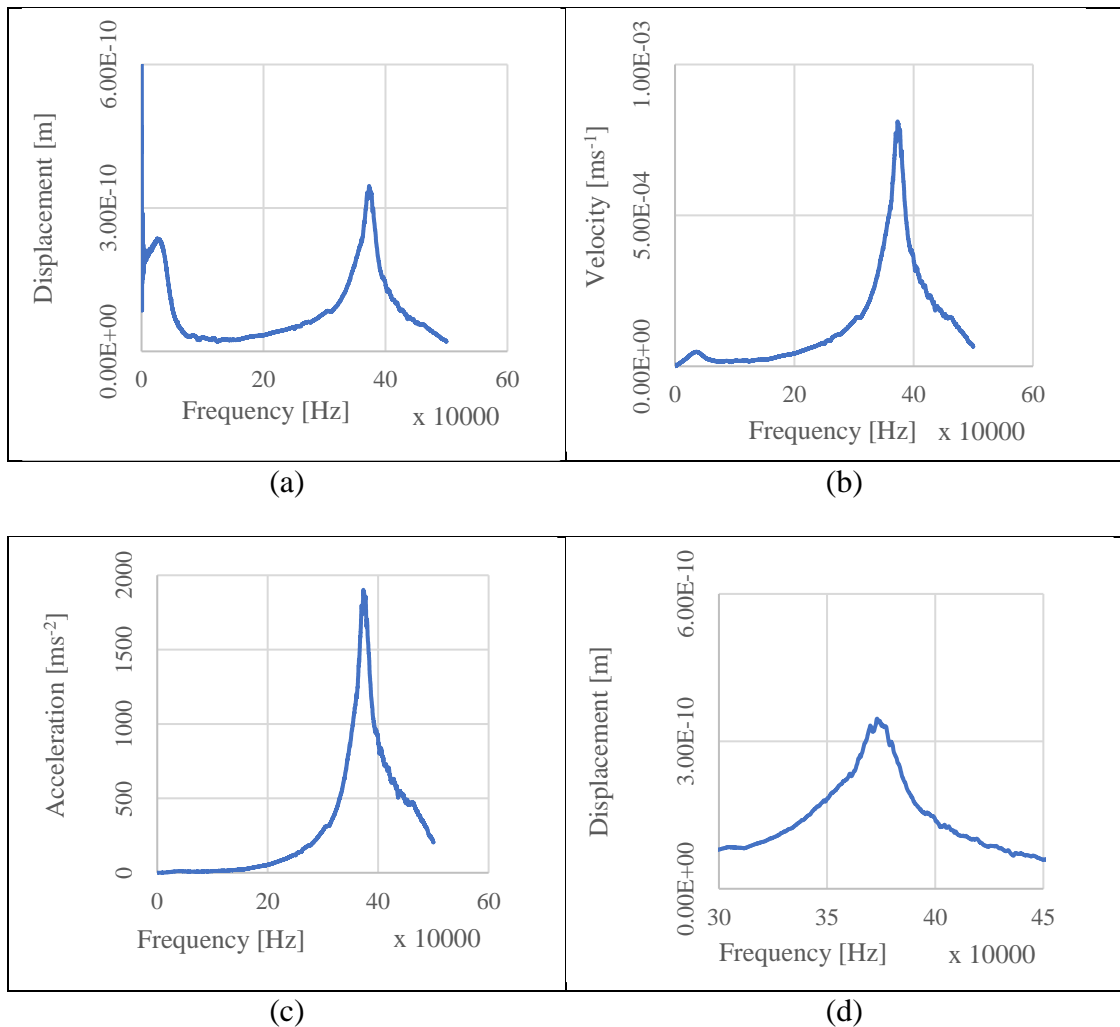 6.00E-10
3.00E-10
0.00E+00
Displacement [m]
0 20 40 60
Frequency [Hz]
x 10000
(a)
1.00E-03
5.00E-04
0.00E+00
Velocity [ms-1]
0 20 40 60
Frequency [Hz] x 10000
(b)
2000
1500
1000
500
0
Acceleration [ms-2]
0 20 40 60
Frequency [Hz] x 10000
(c)
6.00E-10
3.00E-10
0.00E+00
Displacement [m]
30 35 40 45
Frequency [Hz] x 10000
(d)